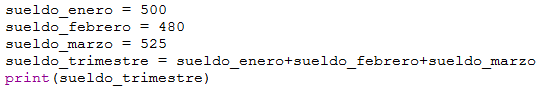 sueldo_enero = 500
sueldo_febrero = 480
sueldo_marzo = 525
sueldo_trimestre = sueldo_enero+sueldo_febrero+sueldo_marzo
print(sueldo_trimestre)